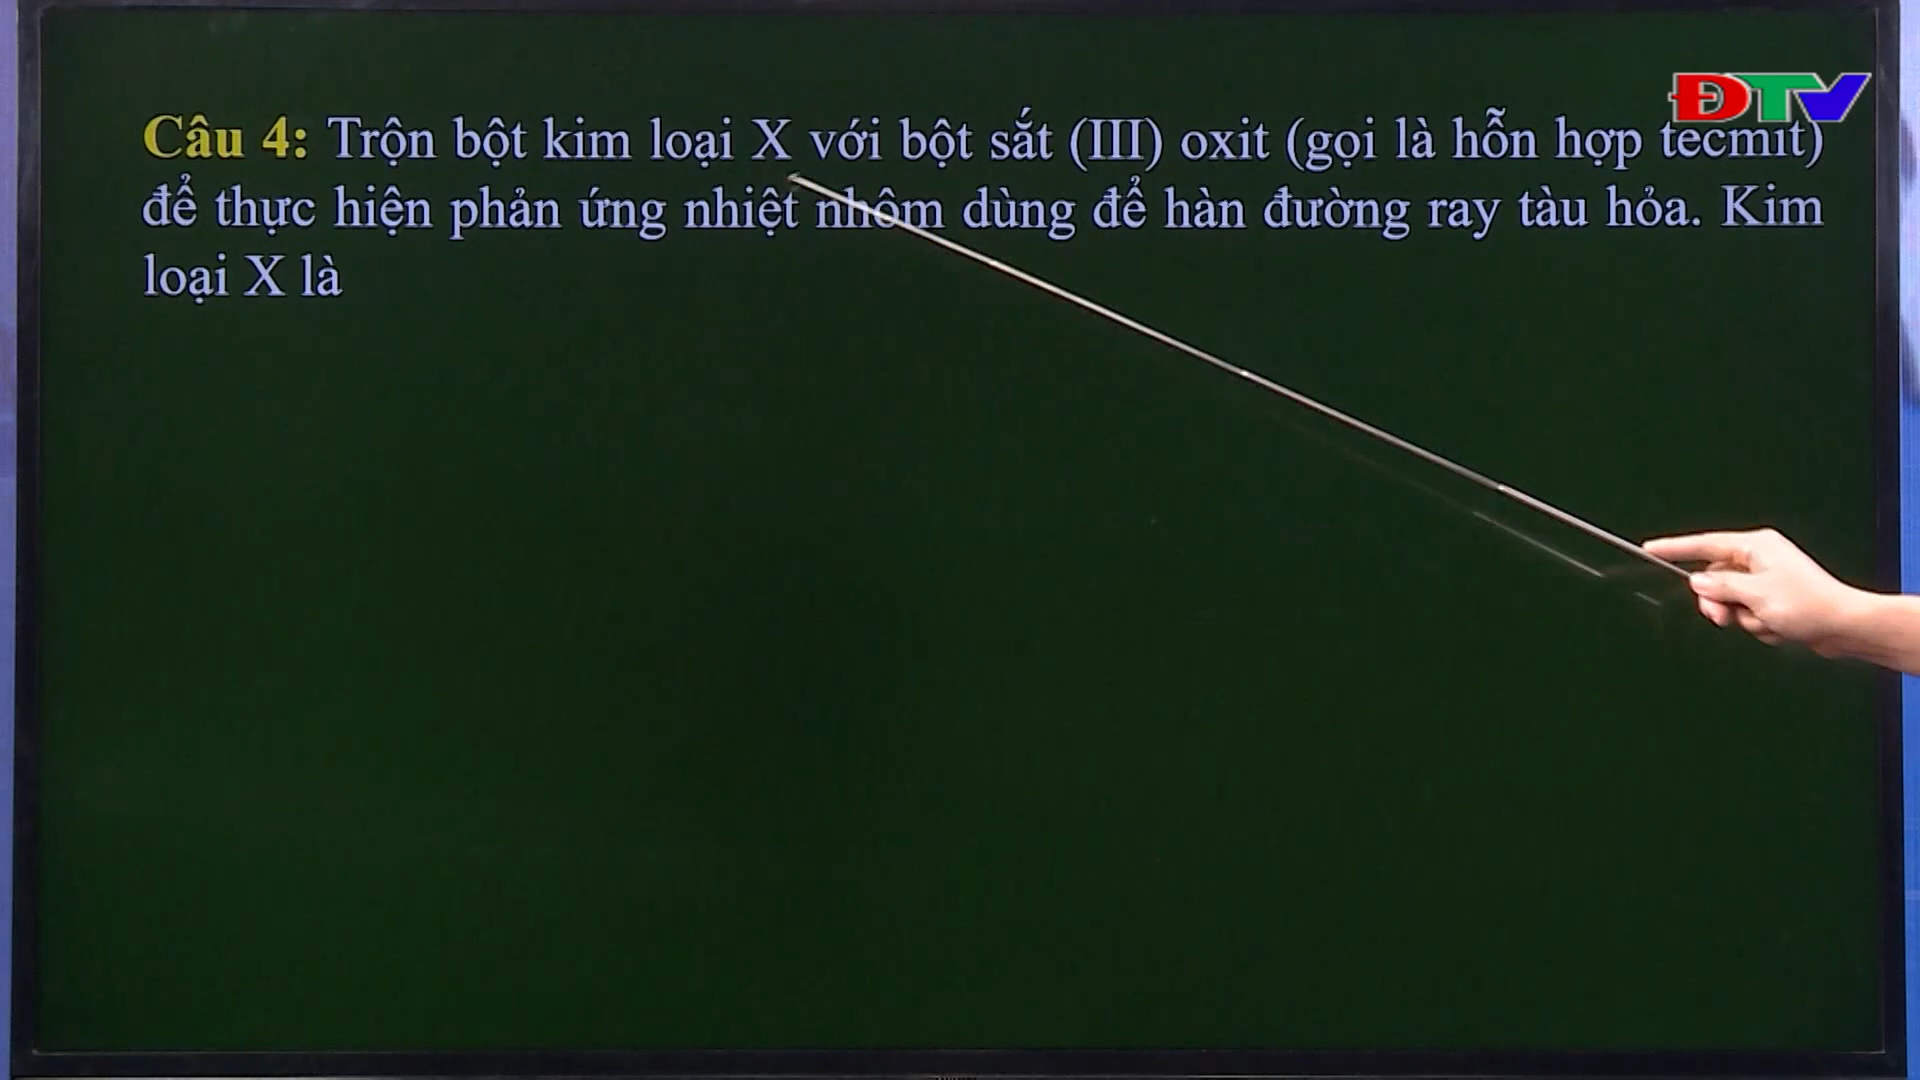 ĐTV
Câu 4: Trộn bột kim loại X với bột sắt (III) oxit (gọi là hỗn hợp tecmit)
để thực hiện phản ứng nhiệt nhôm dùng để hàn đường ray tàu hỏa. Kim
loại X là